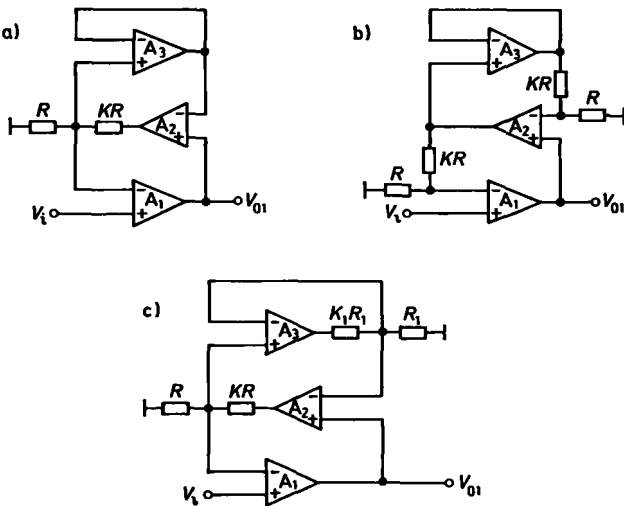 a)
A₃
R
KR
A₂
A₁
Vᵢ
V₀₁
b)
A₃
KR
A₂
R
KR
R
A₁
Vᵢ
V₀₁
c)
A₃
K₁R₁
R₁
R
KR
A₂
A₁
Vᵢ
V₀₁